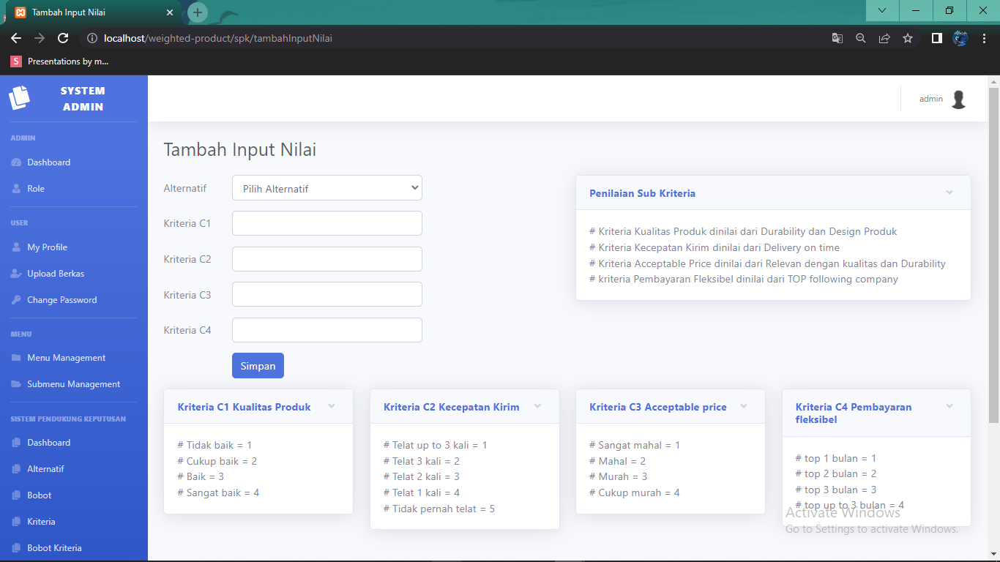 Tambah Input Nilai
localhost/weighted-product/spk/tambahInputNilai
S Presentations by m...
SYSTEM
ADMIN
ADMIN
Dashboard
Role
USER
My Profile
Upload Berkas
Change Password
MENU
Menu Management
Submenu Management
SISTEM PENDUKUNG KEPUTUSAN
Dashboard
Alternatif
Bobot
Kriteria
Bobot Kriteria
admin
Tambah Input Nilai
Alternatif Pilih Alternatif
Kriteria C1
Kriteria C2
Kriteria C3
Kriteria C4
Simpan
Penilaian Sub Kriteria
# Kriteria Kualitas Produk dinilai dari Durability dan Design Produk
# Kriteria Kecepatan Kirim dinilai dari Delivery on time
# Kriteria Acceptable Price dinilai dari Relevan dengan kualitas dan Durability
# kriteria Pembayaran Fleksibel dinilai dari TOP following company
Kriteria C1 Kualitas Produk
# Tidak baik = 1
# Cukup baik = 2
# Baik = 3
# Sangat baik = 4
Kriteria C2 Kecepatan Kirim
# Telat up to 3 kali = 1
# Telat 3 kali = 2
# Telat 2 kali = 3
# Telat 1 kali = 4
# Tidak pernah telat = 5
Kriteria C3 Acceptable price
# Sangat mahal = 1
# Mahal = 2
# Murah = 3
# Cukup murah = 4
Kriteria C4 Pembayaran
fleksibel
# top 1 bulan = 1
# top 2 bulan = 2
# top 3 bulan = 3
# top up to 3 bulan = 4
Activate Windows
Go to Settings to activate Windows.